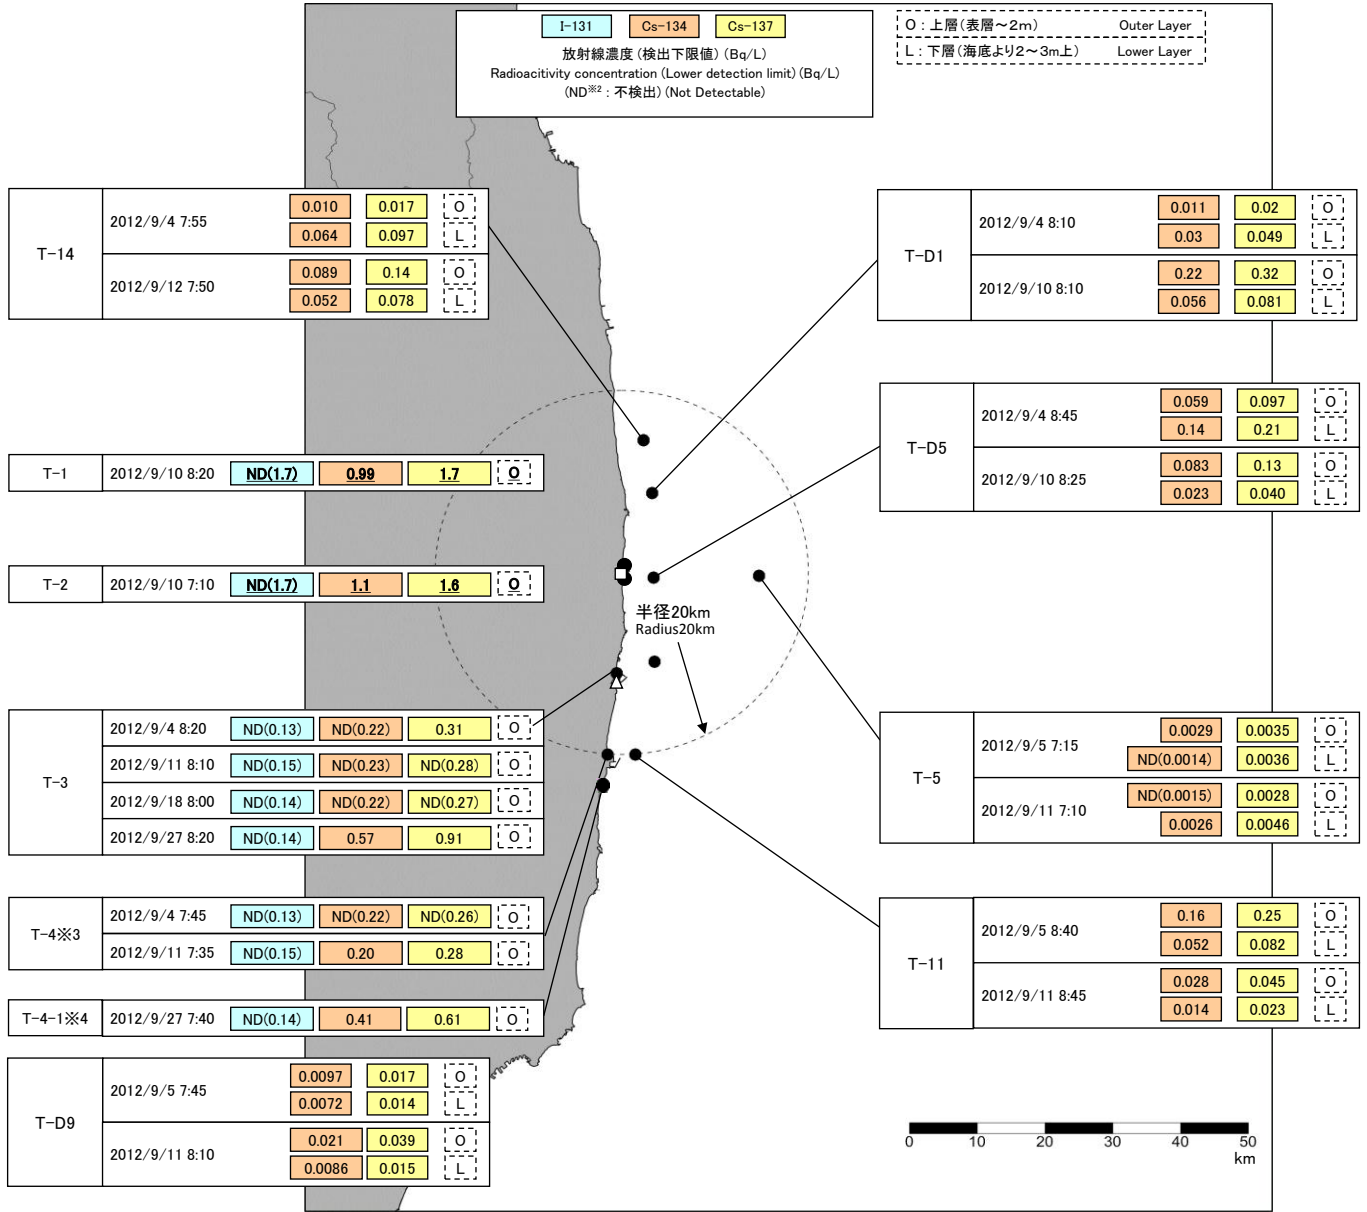 I-131 Cs-134 Cs-137
放射線濃度 (検出下限値) (Bq/L)
Radioacitivity concentration (Lower detection limit) (Bq/L)
(ND※2 : 不検出) (Not Detectable)
O : 上層 (表層～2m) Outer Layer
L : 下層 (海底より2～3m上) Lower Layer
T-14
2012/9/4 7:55
0.010 0.017 O
0.064 0.097 L
2012/9/12 7:50
0.089 0.14 O
0.052 0.078 L
T-1 2012/9/10 8:20 ND(1.7) 0.99 1.7 O
T-2 2012/9/10 7:10 ND(1.7) 1.1 1.6 O
T-3
2012/9/4 8:20 ND(0.13) ND(0.22) 0.31 O
2012/9/11 8:10 ND(0.15) ND(0.23) ND(0.28) O
2012/9/18 8:00 ND(0.14) ND(0.22) ND(0.27) O
2012/9/27 8:20 ND(0.14) 0.57 0.91 O
T-4※3
2012/9/4 7:45 ND(0.13) ND(0.22) ND(0.26) O
2012/9/11 7:35 ND(0.15) 0.20 0.28 O
T-4-1※4 2012/9/27 7:40 ND(0.14) 0.41 0.61 O
T-D9
2012/9/5 7:45
0.0097 0.017 O
0.0072 0.014 L
2012/9/11 8:10
0.021 0.039 O
0.0086 0.015 L
半径20km
Radius20km
T-D1
2012/9/4 8:10
0.011 0.02 O
0.03 0.049 L
2012/9/10 8:10
0.22 0.32 O
0.056 0.081 L
T-D5
2012/9/4 8:45
0.059 0.097 O
0.14 0.21 L
2012/9/10 8:25
0.083 0.13 O
0.023 0.040 L
T-5
2012/9/5 7:15
0.0029 0.0035 O
ND(0.0014) 0.0036 L
2012/9/11 7:10
ND(0.0015) 0.0028 O
0.0026 0.0046 L
T-11
2012/9/5 8:40
0.16 0.25 O
0.052 0.082 L
2012/9/11 8:45
0.028 0.045 O
0.014 0.023 L
0 10 20 30 40 50
km